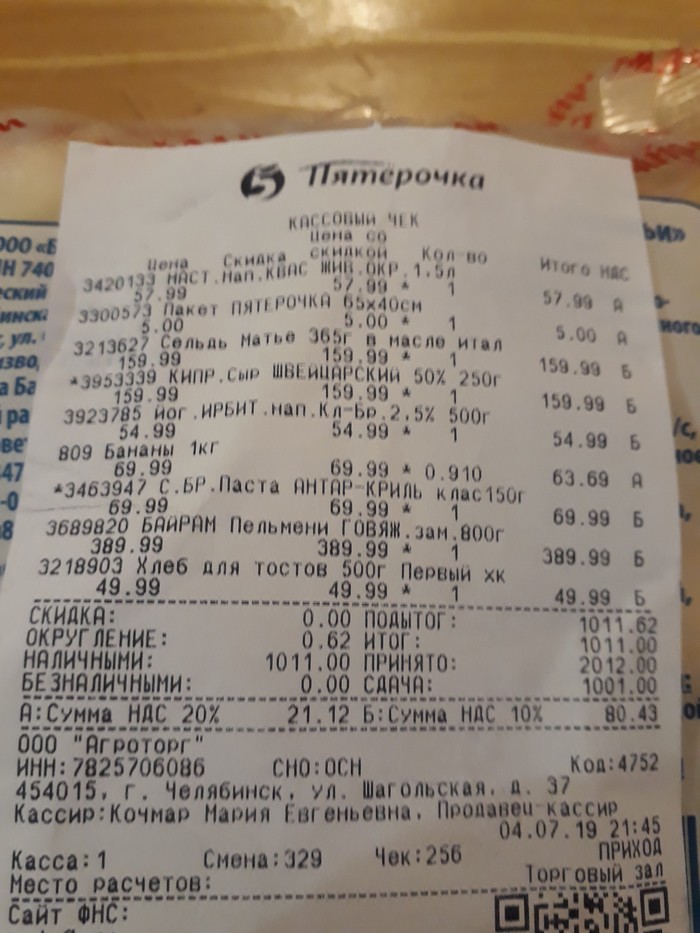 5 Пятёрочка
КАССОВЫЙ ЧЕК
Цена со
Цена Скидка скидкой Кол-во Итого НДС
3420133 МАСТ.Нап.КВАС ЖИВ.ОКР.1,5л
57.99 57.99 * 1 57.99 А
3300573 Пакет ПЯТЕРОЧКА 65х40см
5.00 5.00 * 1 5.00 А
3213627 Сельдь Матье 365г в масле итал
159.99 159.99 * 1 159.99 Б
*3953339 КИПР.Сыр ШВЕЙЦАРСКИЙ 50% 250г
159.99 159.99 * 1 159.99 Б
3923785 Йог.ИРБИТ.нап.Кл-Бр.2,5% 500г
54.99 54.99 * 1 54.99 Б
809 Бананы 1кг
69.99 69.99 * 0.910 63.69 А
*3463947 С.БР.Паста АНТАР-КРИЛЬ клас150г
69.99 69.99 * 1 69.99 Б
3689820 БАЙРАМ Пельмени ГОВЯЖ.зам.800г
389.99 389.99 * 1 389.99 Б
3218903 Хлеб для тостов 500г Первый хк
49.99 49.99 * 1 49.99 Б
СКИДКА: 0.00 ПОДЫТОГ: 1011.62
ОКРУГЛЕНИЕ: 0.62 ИТОГ: 1011.00
НАЛИЧНЫМИ: 1011.00 ПРИНЯТО: 2012.00
БЕЗНАЛИЧНЫМИ: 0.00 СДАЧА: 1001.00
А:Сумма НДС 20% 21.12 Б:Сумма НДС 10% 80.43
ООО "Агроторг"
ИНН:7825706086 СНО:ОСН Код:4752
454015, г. Челябинск, ул. Шагольская, д. 37
Кассир:Кочмар Мария Евгеньевна, Продавец-кассир
04.07.19 21:45
Касса:1 Смена:329 Чек:256 ПРИХОД
Место расчетов: Торговый зал
Сайт ФНС: